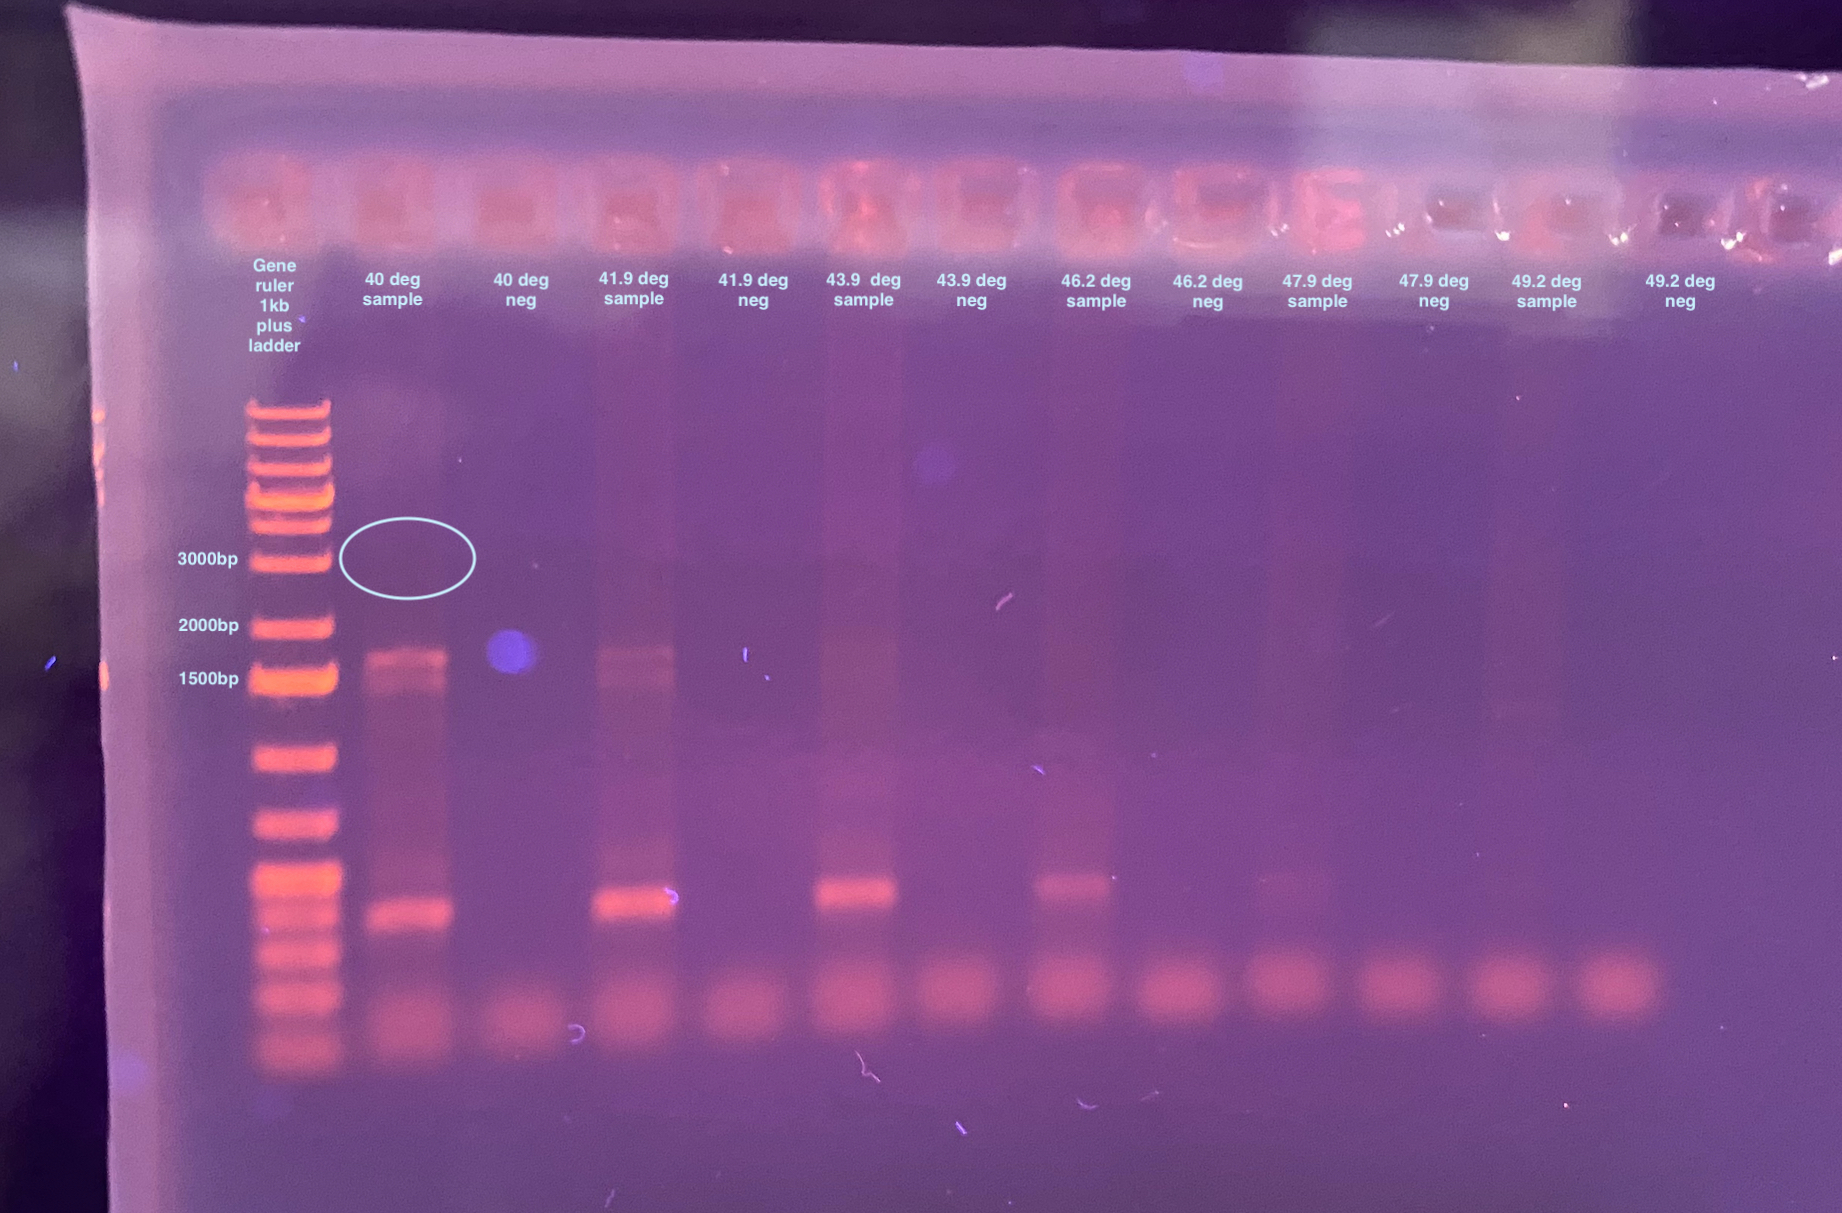 Gene
ruler
1kb
plus
ladder
40 deg
sample
40 deg
neg
41.9 deg
sample
41.9 deg
neg
43.9  deg
sample
43.9 deg
neg
46.2 deg
sample
46.2 deg
neg
47.9 deg
sample
47.9 deg
neg
49.2 deg
sample
49.2 deg
neg
3000bp
2000bp
1500bp